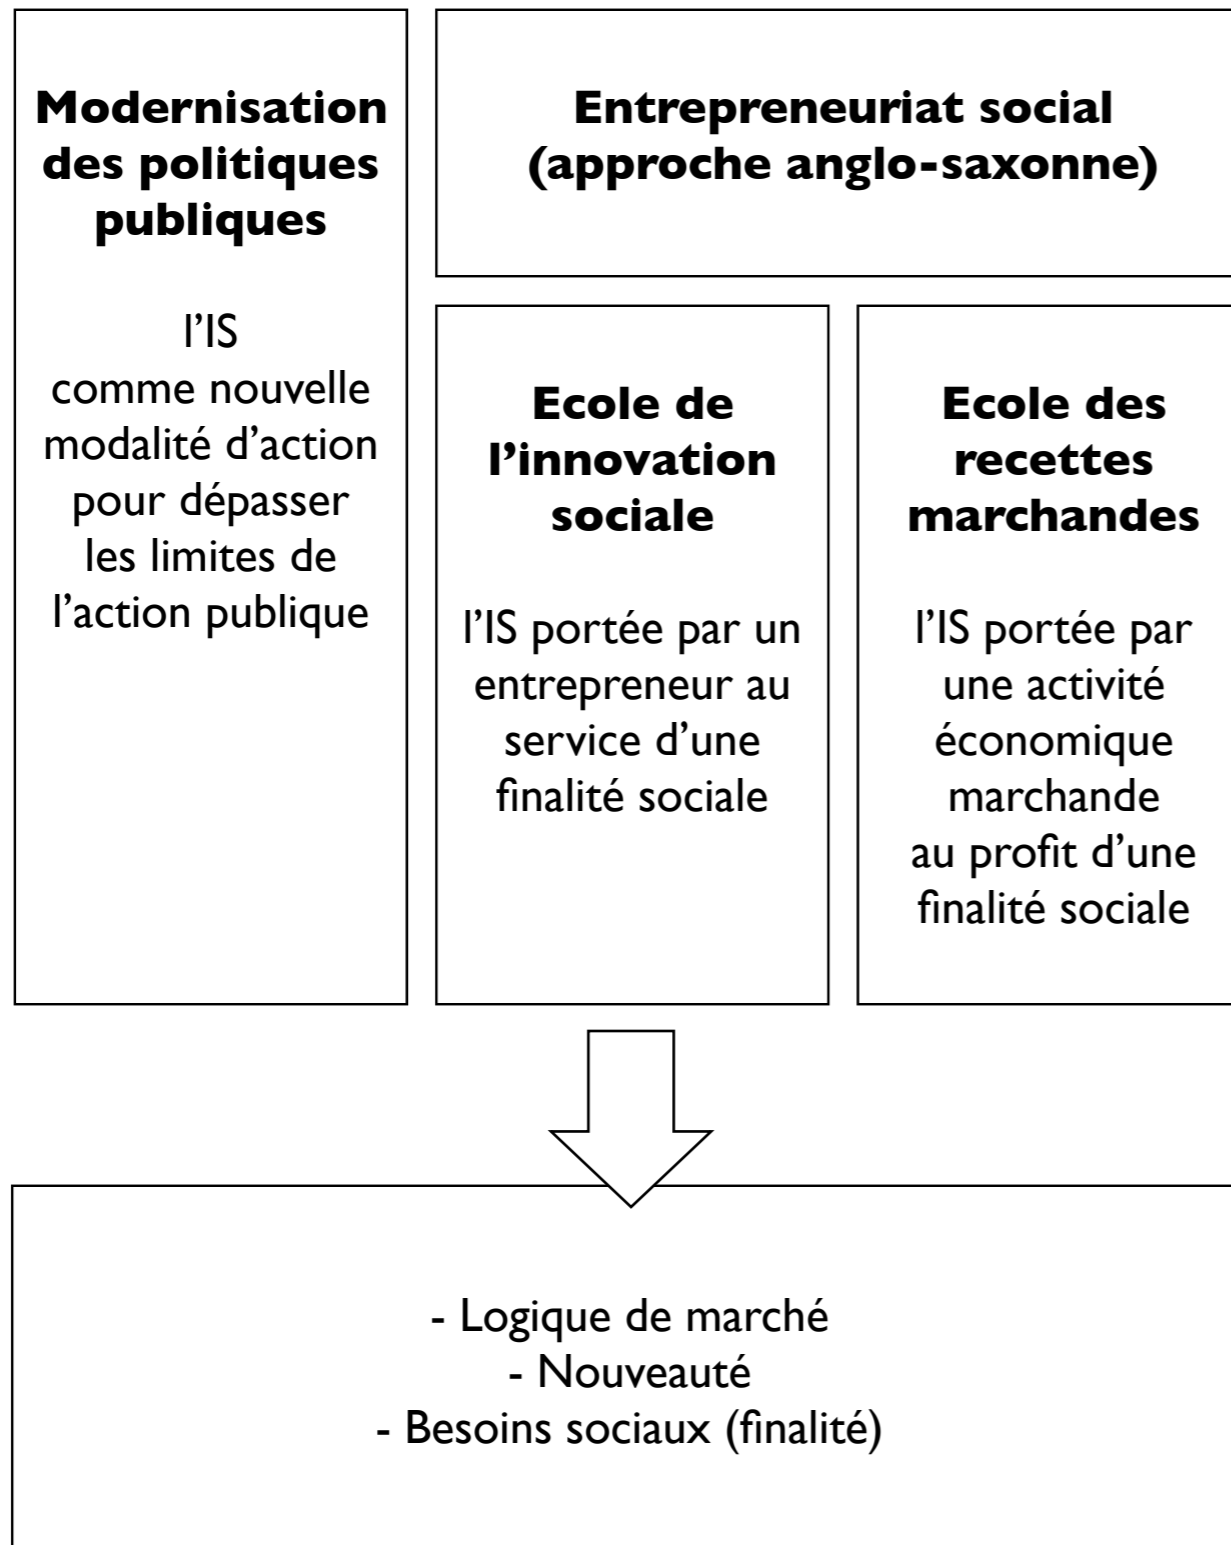 Modernisation
des politiques
publiques
l'IS
comme nouvelle
modalité d'action
pour dépasser
les limites de
l'action publique
Entrepreneuriat social
(approche anglo-saxonne)
Ecole de
l'innovation
sociale
l'IS portée par un
entrepreneur au
service d'une
finalité sociale
Ecole des
recettes
marchandes
l'IS portée par
une activité
économique
marchande
au profit d'une
finalité sociale
- Logique de marché
- Nouveauté
- Besoins sociaux (finalité)